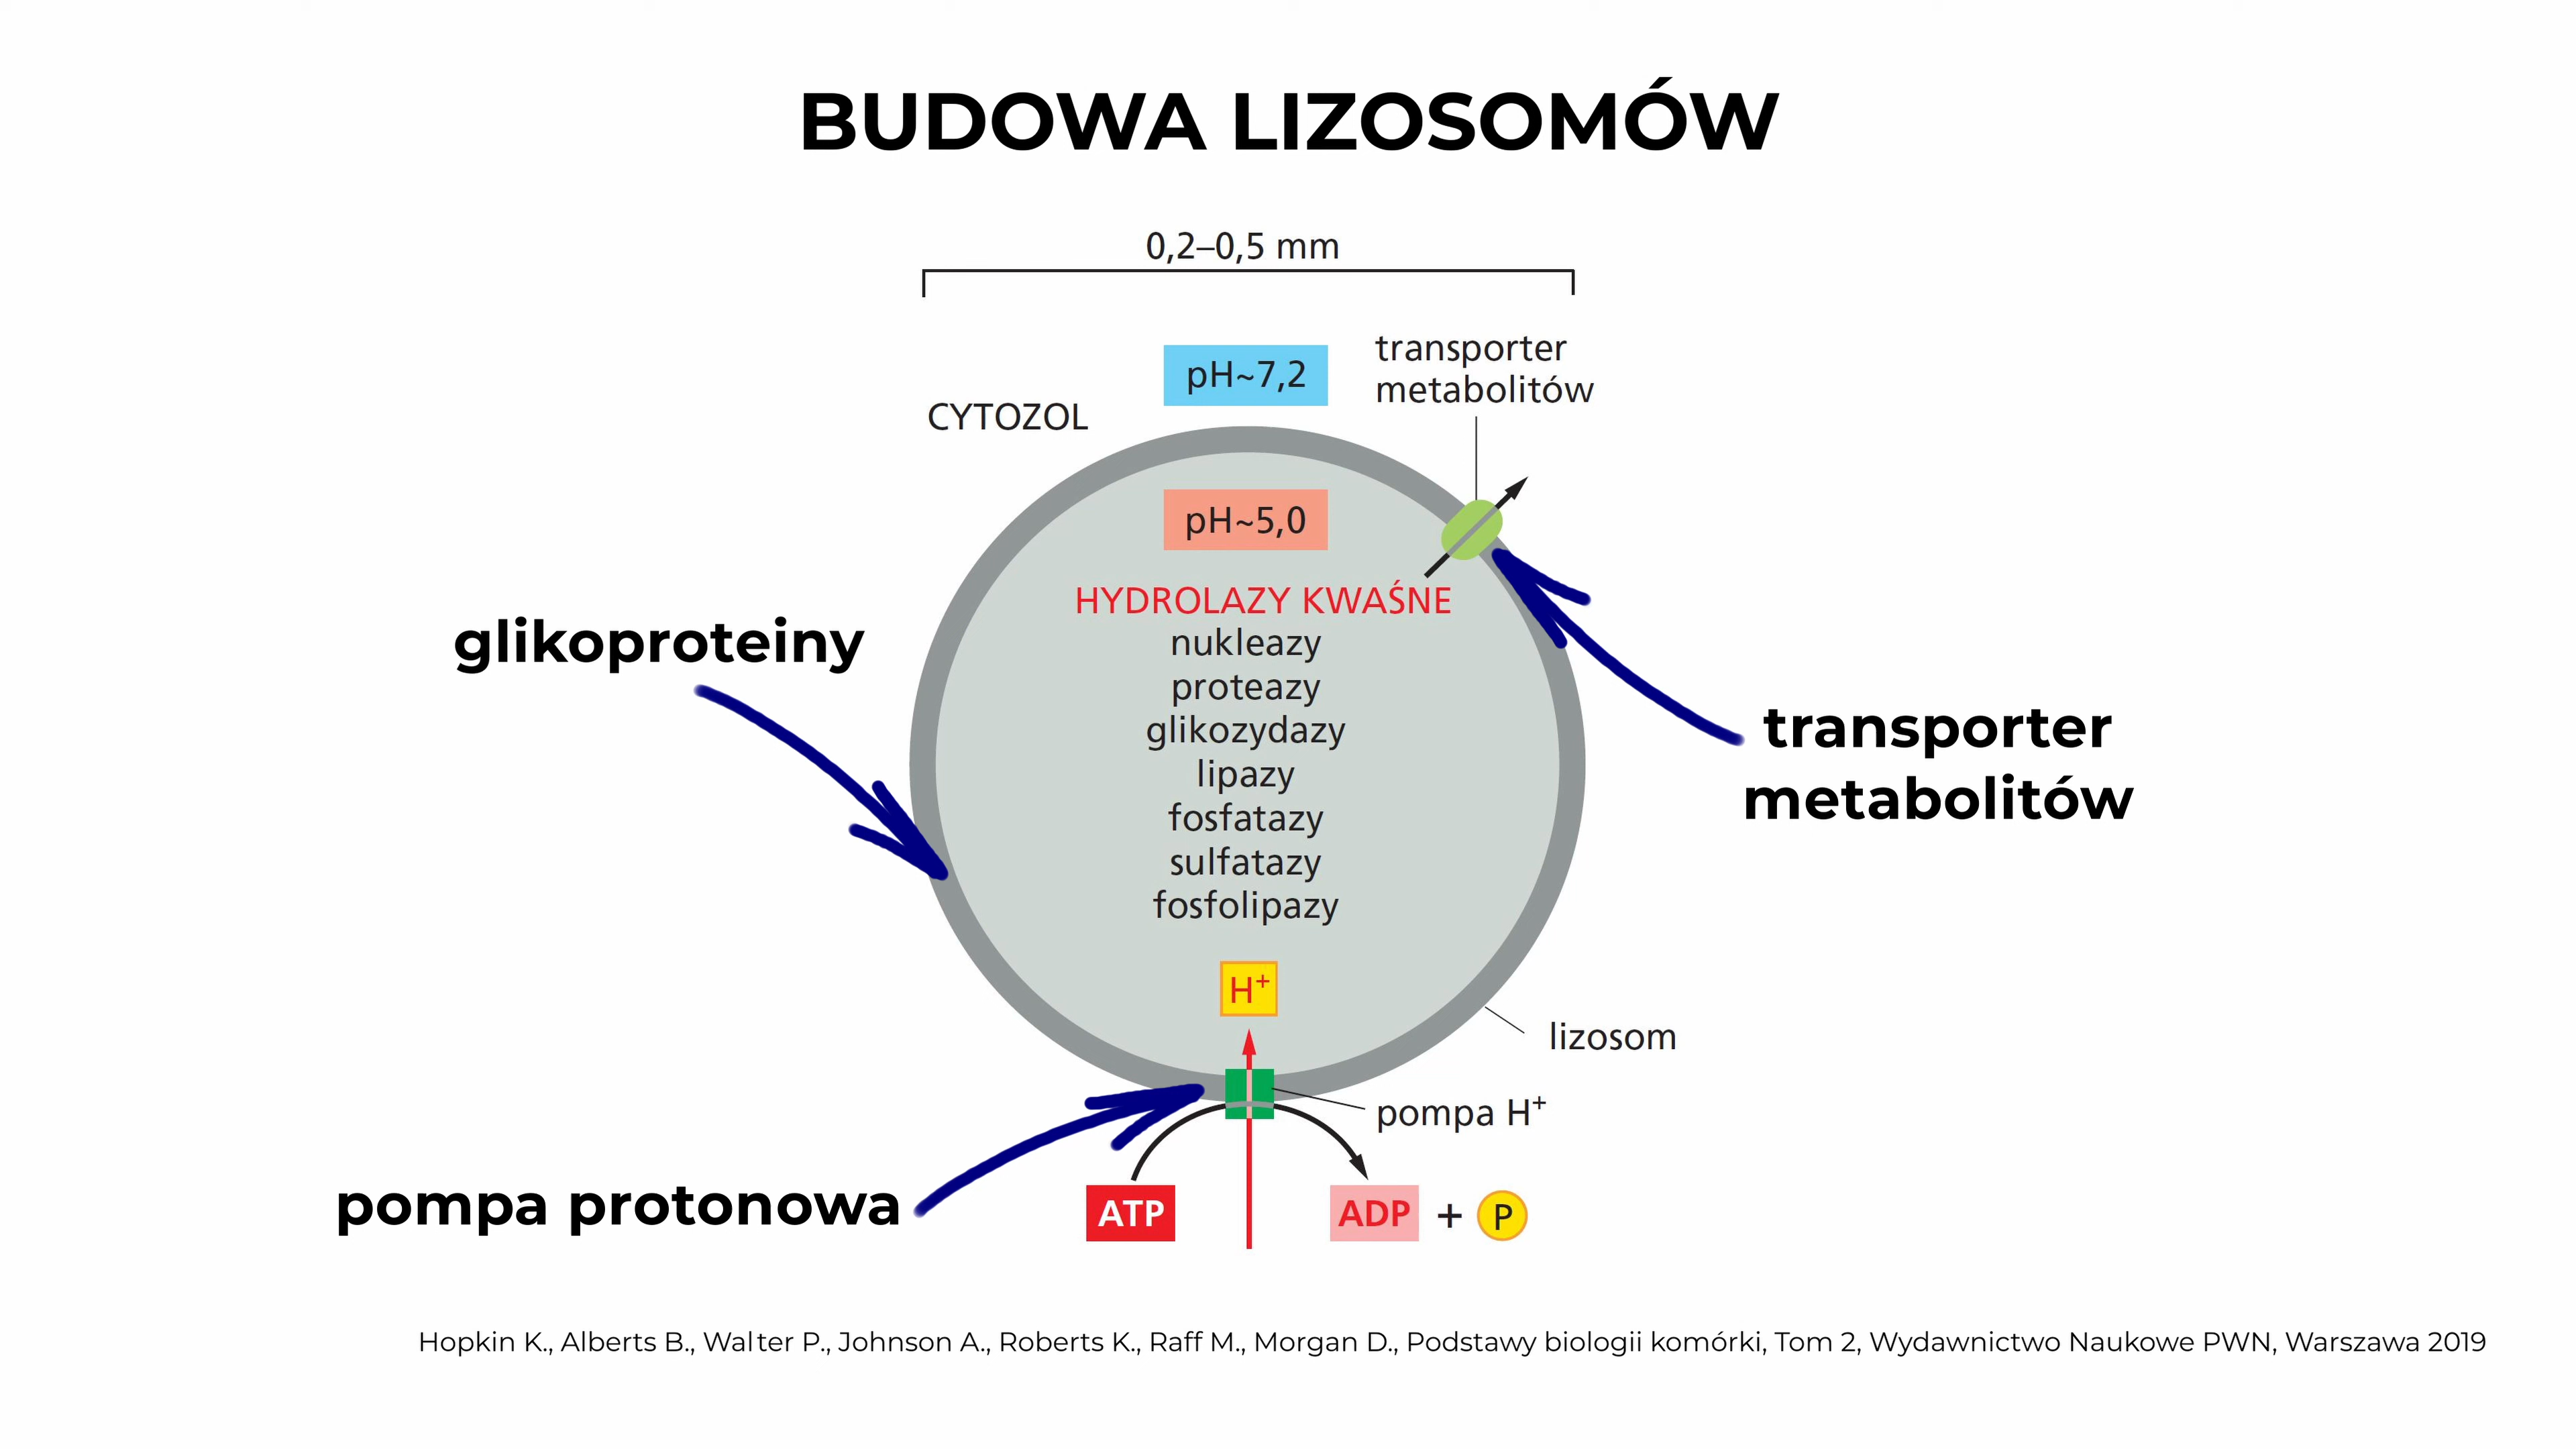 BUDOWA LIZOSOMÓW
0,2–0,5 mm
pH~7,2
transporter
metabolitów
CYTOZOL
pH~5,0
HYDROLAZY KWAŚNE
nukleazy
proteazy
glikozydazy
lipazy
fosfatazy
sulfatazy
fosfolipazy
glikoproteiny
transporter
metabolitów
H⁺
lizosom
pompa H⁺
pompa protonowa
ATP
ADP + P
Hopkin K., Alberts B., Walter P., Johnson A., Roberts K., Raff M., Morgan D., Podstawy biologii komórki, Tom 2, Wydawnictwo Naukowe PWN, Warszawa 2019